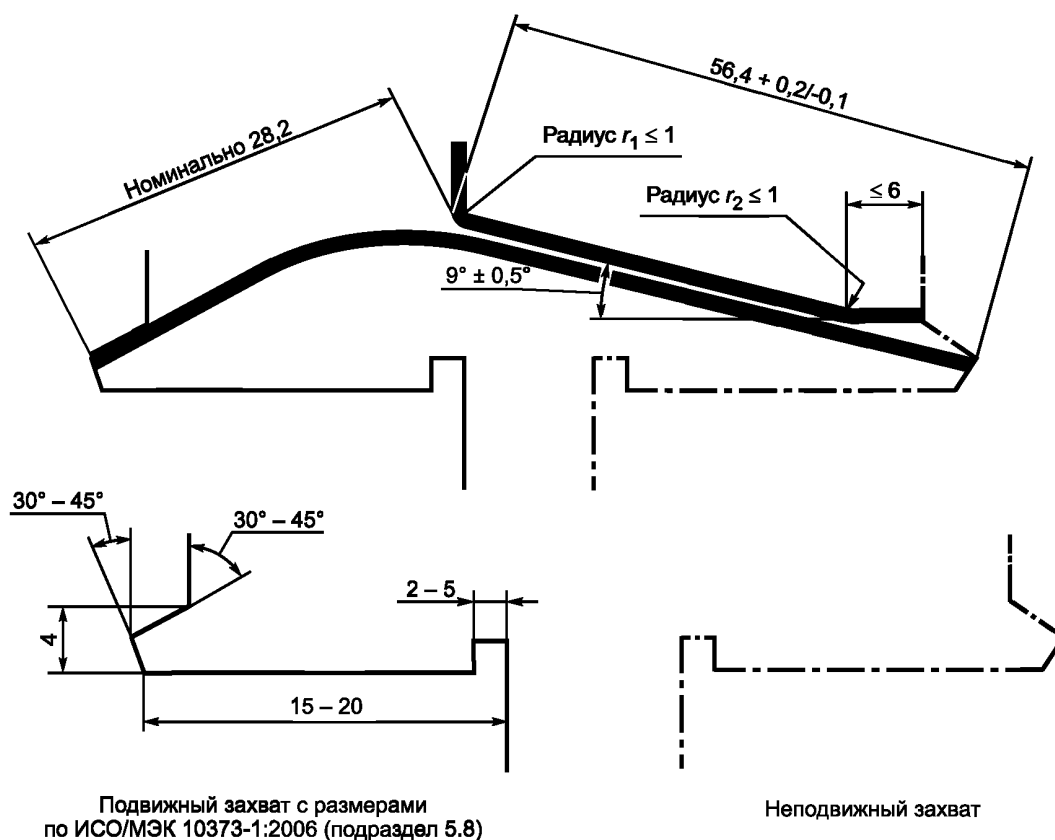 56,4 + 0,2/-0,1
Номинально 28,2
Радиус r₁ ≤ 1
Радиус r₂ ≤ 1
≤ 6
9° ± 0,5°
30° – 45°
30° – 45°
2 – 5
4
15 – 20
Подвижный захват с размерами
по ИСО/МЭК 10373-1:2006 (подраздел 5.8)
Неподвижный захват